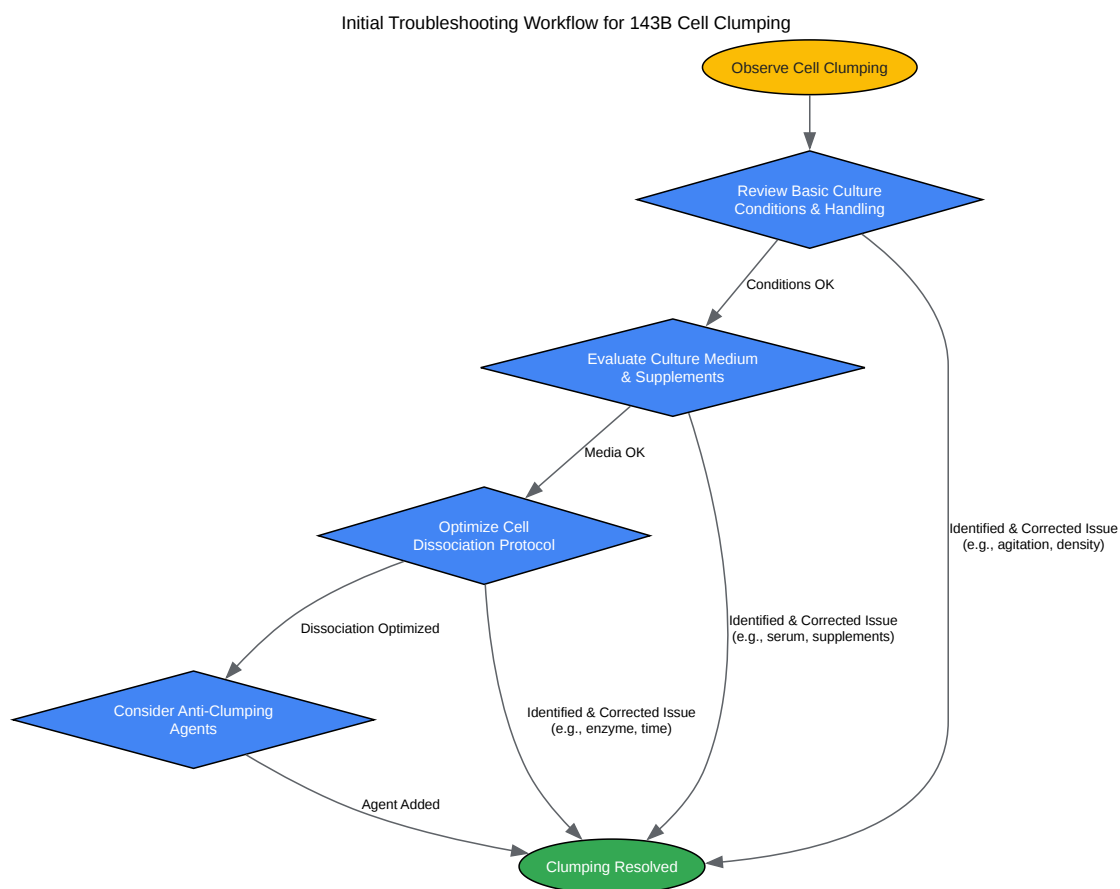 Initial Troubleshooting Workflow for 143B Cell Clumping
Observe Cell Clumping
Review Basic Culture
Conditions & Handling
Conditions OK
Evaluate Culture Medium
& Supplements
Media OK
Optimize Cell
Dissociation Protocol
Identified & Corrected Issue
(e.g., agitation, density)
Dissociation Optimized
Identified & Corrected Issue
(e.g., serum, supplements)
Consider Anti-Clumping
Agents
Identified & Corrected Issue
(e.g., enzyme, time)
Agent Added
Clumping Resolved